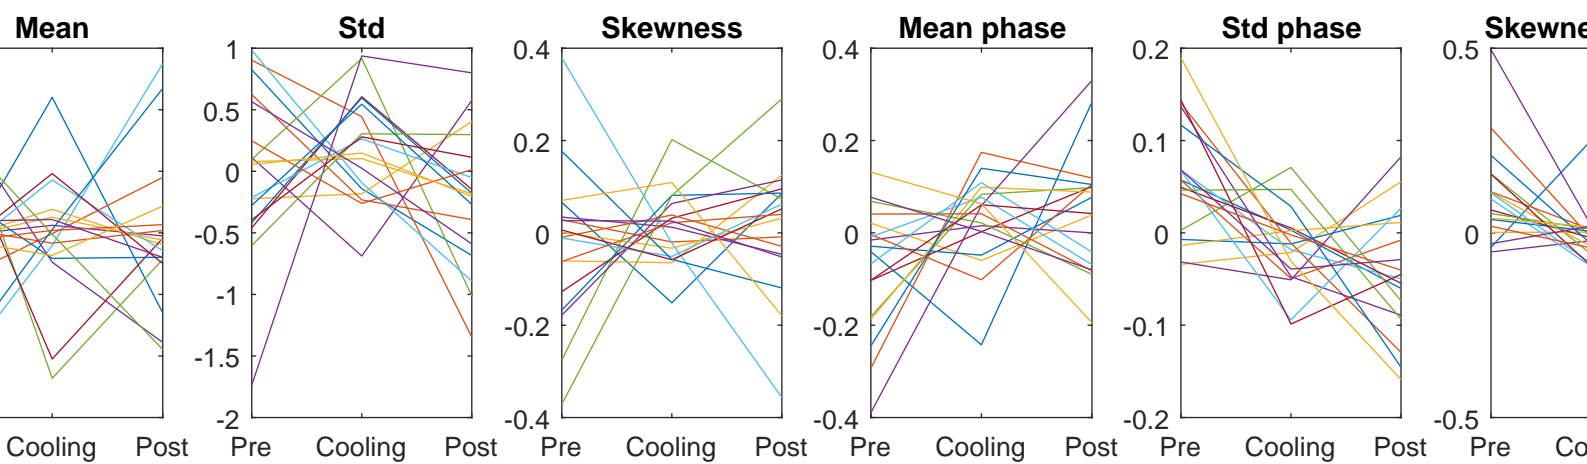 Mean Std Skewness Mean phase Std phase Skewne
1 0.4 0.4 0.2 0.5
0.5 0.2 0.2 0.1
0 0 0 0 0
-0.5
-1 -0.2 -0.2 -0.1
-1.5
-2 -0.4 -0.4 -0.2 -0.5
Cooling Post Pre Cooling Post Pre Cooling Post Pre Cooling Post Pre Cooling Post Pre Co